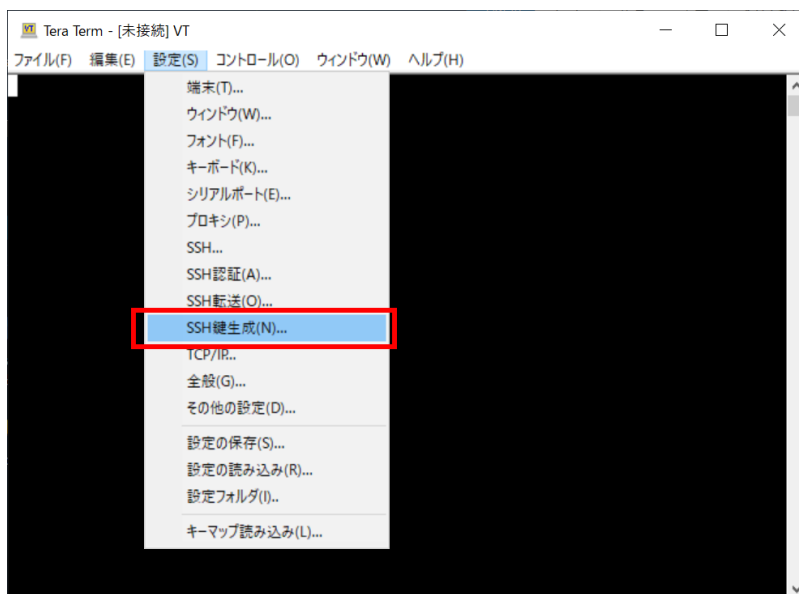 Tera Term - [未接続] VT
ファイル(F) 編集(E) 設定(S) コントロール(O) ウィンドウ(W) ヘルプ(H)
端末(T)...
ウィンドウ(W)...
フォント(F)...
キーボード(K)...
シリアルポート(E)...
プロキシ(P)...
SSH...
SSH認証(A)...
SSH転送(O)...
SSH鍵生成(N)...
TCP/IP...
全般(G)...
その他の設定(D)...
設定の保存(S)...
設定の読み込み(R)...
設定フォルダ(I)..
キーマップ読み込み(L)...